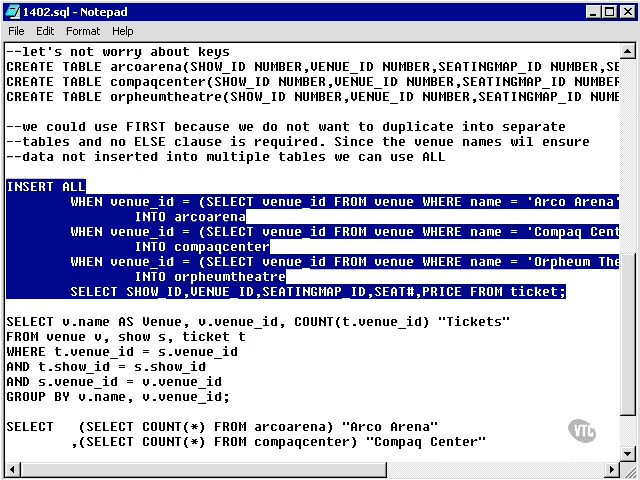 1402.sql - Notepad
File Edit Format Help
--let's not worry about keys
CREATE TABLE arcoarena(SHOW_ID NUMBER,VENUE_ID NUMBER,SEATINGMAP_ID NUMBER,SE
CREATE TABLE compaqcenter(SHOW_ID NUMBER,VENUE_ID NUMBER,SEATINGMAP_ID NUMBER
CREATE TABLE orpheumtheatre(SHOW_ID NUMBER,VENUE_ID NUMBER,SEATINGMAP_ID NUME
--we could use FIRST because we do not want to duplicate into separate
--tables and no ELSE clause is required. Since the venue names wil ensure
--data not inserted into multiple tables we can use ALL
INSERT ALL
WHEN venue_id = (SELECT venue_id FROM venue WHERE name = 'Arco Arena'
INTO arcoarena
WHEN venue_id = (SELECT venue_id FROM venue WHERE name = 'Compaq Cent
INTO compaqcenter
WHEN venue_id = (SELECT venue_id FROM venue WHERE name = 'Orpheum The
INTO orpheumtheatre
SELECT SHOW_ID,VENUE_ID,SEATINGMAP_ID,SEAT#,PRICE FROM ticket;
SELECT v.name AS Venue, v.venue_id, COUNT(t.venue_id) "Tickets"
FROM venue v, show s, ticket t
WHERE t.venue_id = s.venue_id
AND t.show_id = s.show_id
AND s.venue_id = v.venue_id
GROUP BY v.name, v.venue_id;
SELECT (SELECT COUNT(*) FROM arcoarena) "Arco Arena"
,(SELECT COUNT(*) FROM compaqcenter) "Compaq Center"
VTC